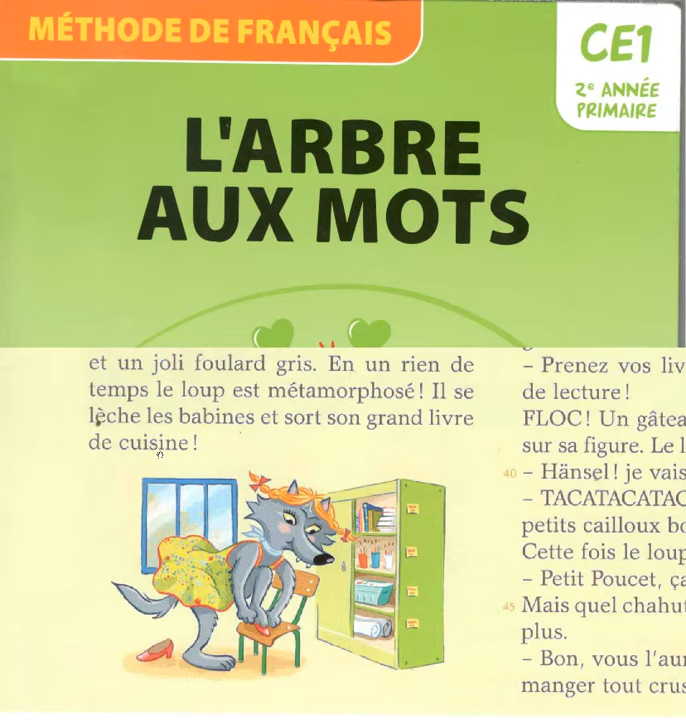 MÉTHODE DE FRANÇAIS
CE1
2e ANNÉE
PRIMAIRE
L'ARBRE
AUX MOTS
et un joli foulard gris. En un rien de
temps le loup est métamorphosé! Il se
lèche les babines et sort son grand livre
de cuisine!
– Prenez vos liv
de lecture!
FLOC! Un gâtea
sur sa figure. Le l
40 – Hänsel! je vais
– TACATACATAC
petits cailloux bo
Cette fois le loup
– Petit Poucet, ça
45 Mais quel chahut
plus.
– Bon, vous l'aur
manger tout crus